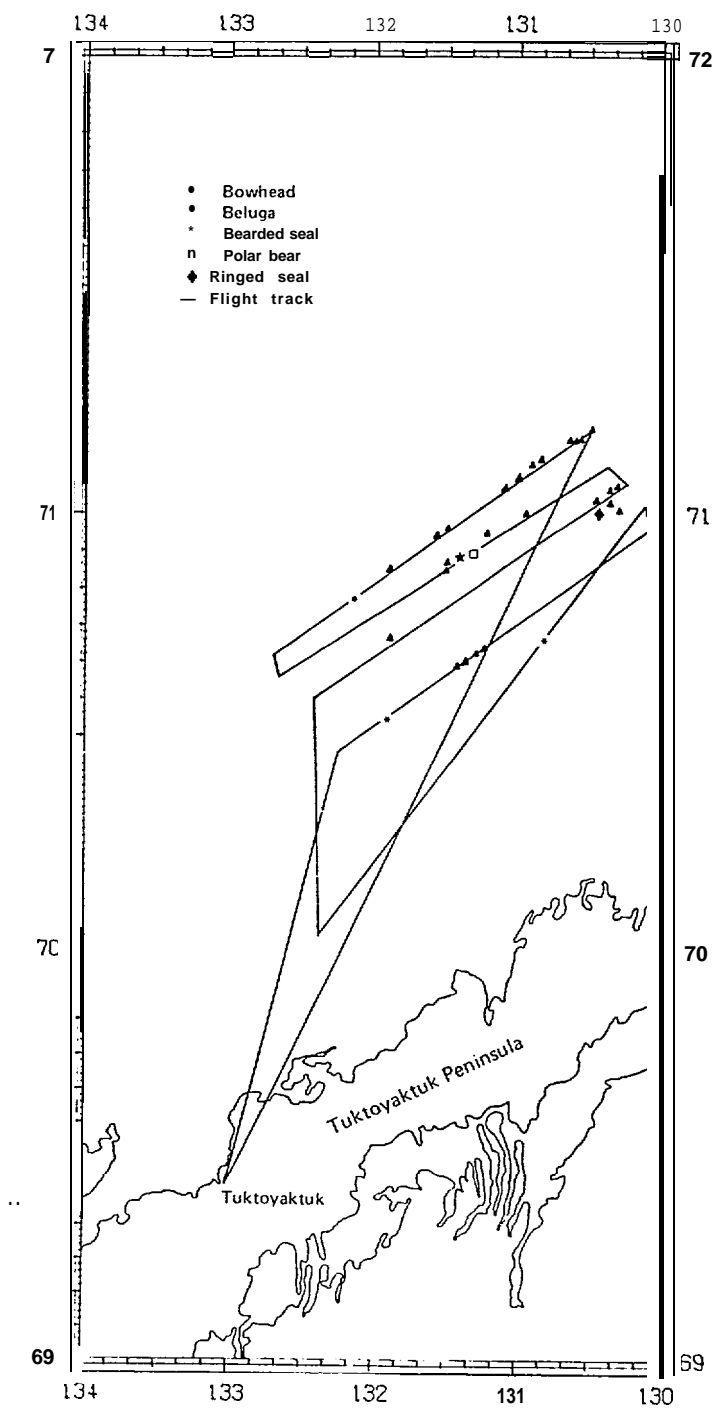 134 133 132 131 130
7 72
• Bowhead
• Beluga
* Bearded seal
n Polar bear
♦ Ringed seal
— Flight track
71 71
7C 70
Tuktoyaktuk Peninsula
Tuktoyaktuk
69 69
134 133 132 131 130